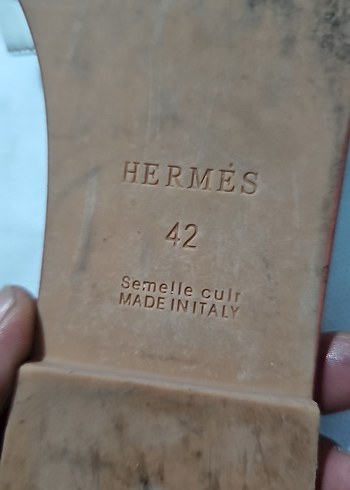 HERMÈS
42
Semelle cuir
MADE IN ITALY